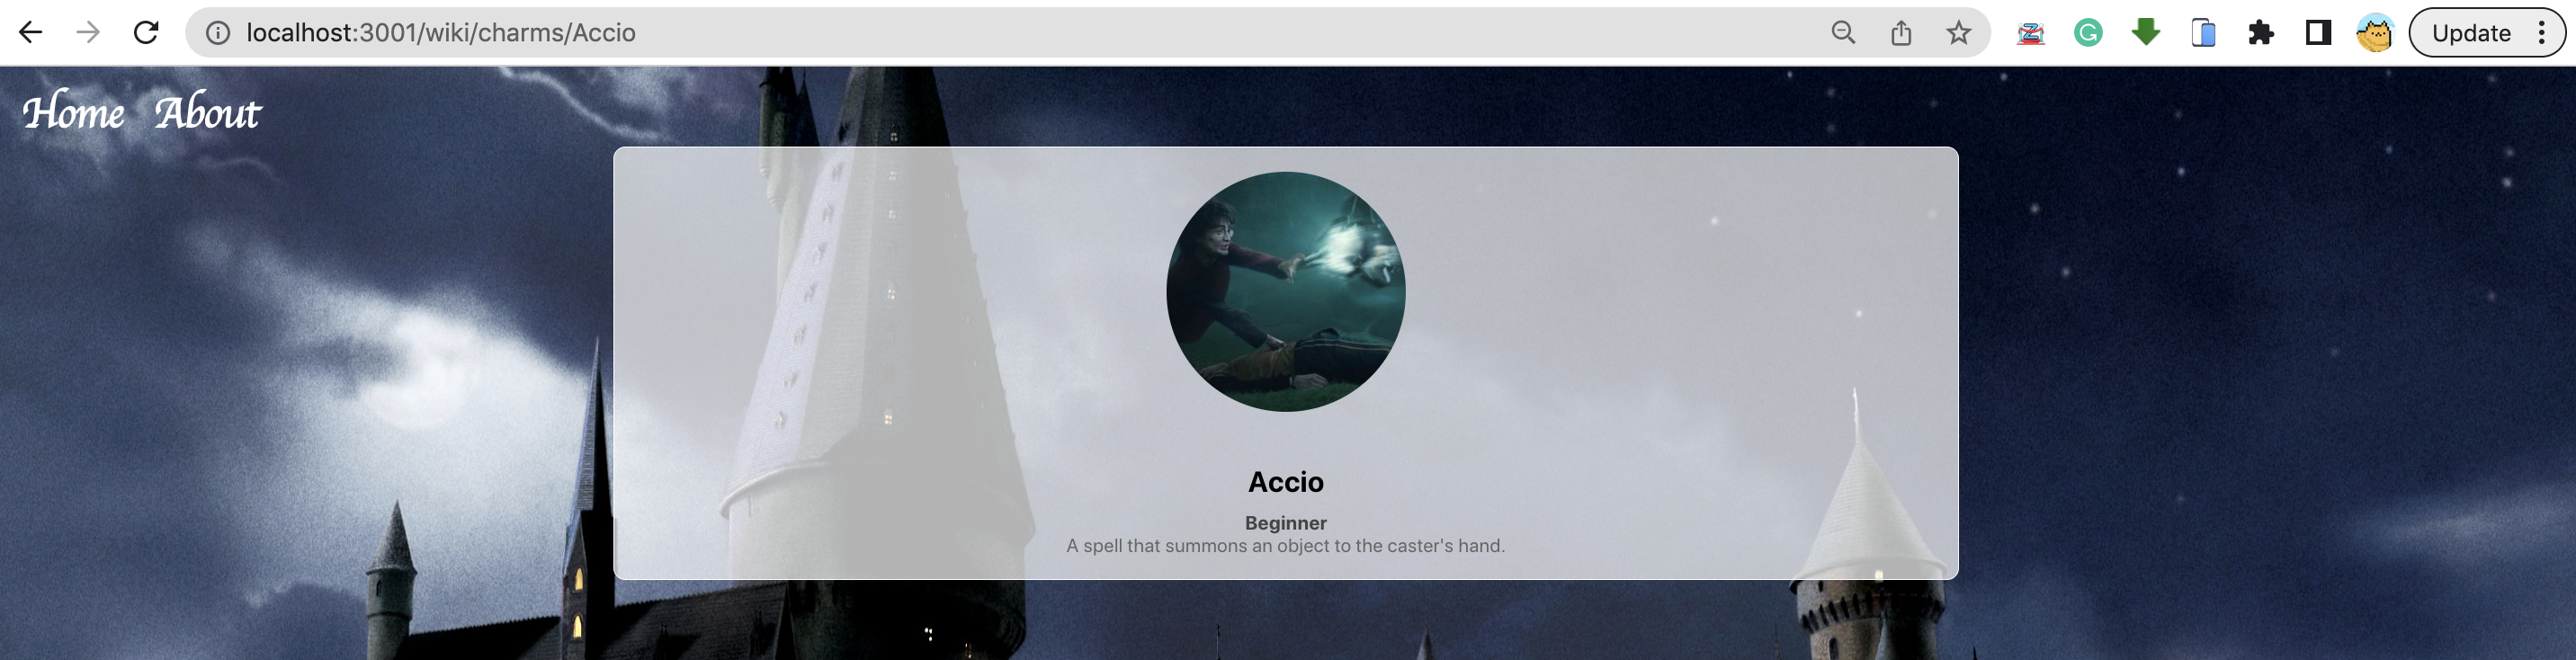 localhost:3001/wiki/charms/Accio
Update
Home About
Accio
Beginner
A spell that summons an object to the caster's hand.